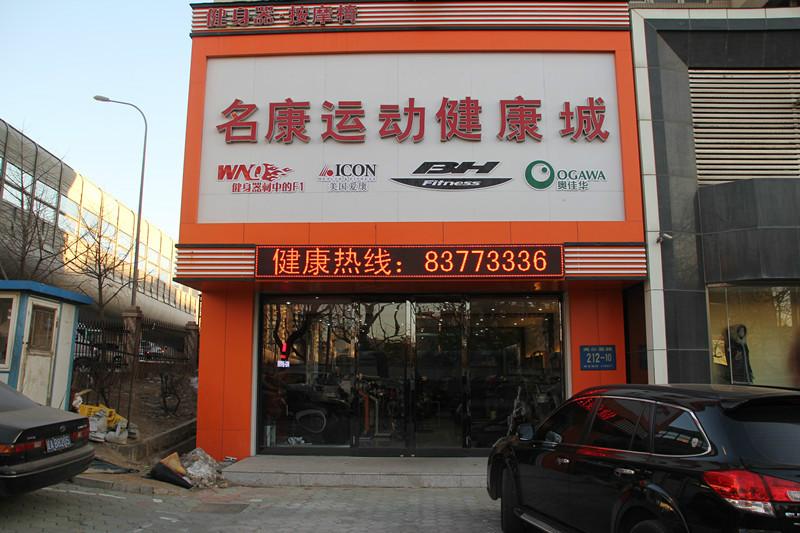 健身器·按摩椅
名康运动健康城
WNQ
健身器材中的F1
ICON
美国爱康
BH
Fitness
OGAWA
奥佳华
健康热线：83773336
212-10